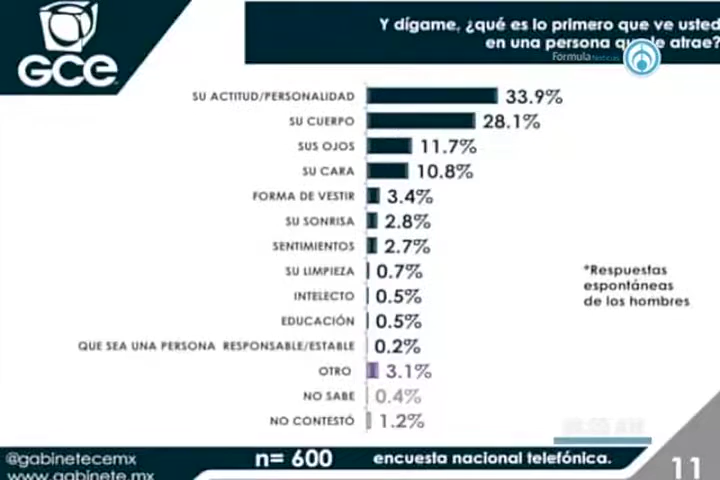 GCE
Y dígame, ¿qué es lo primero que ve usted
en una persona que le atrae?
Fórmula Noticias
SU ACTITUD/PERSONALIDAD 33.9%
SU CUERPO 28.1%
SUS OJOS 11.7%
SU CARA 10.8%
FORMA DE VESTIR 3.4%
SU SONRISA 2.8%
SENTIMIENTOS 2.7%
SU LIMPIEZA 0.7%
INTELECTO 0.5%
EDUCACIÓN 0.5%
QUE SEA UNA PERSONA RESPONSABLE/ESTABLE 0.2%
OTRO 3.1%
NO SABE 0.4%
NO CONTESTÓ 1.2%
*Respuestas
espontáneas
de los hombres
@gabinetecemx
www.gabinete.mx
n= 600
encuesta nacional telefónica.
11